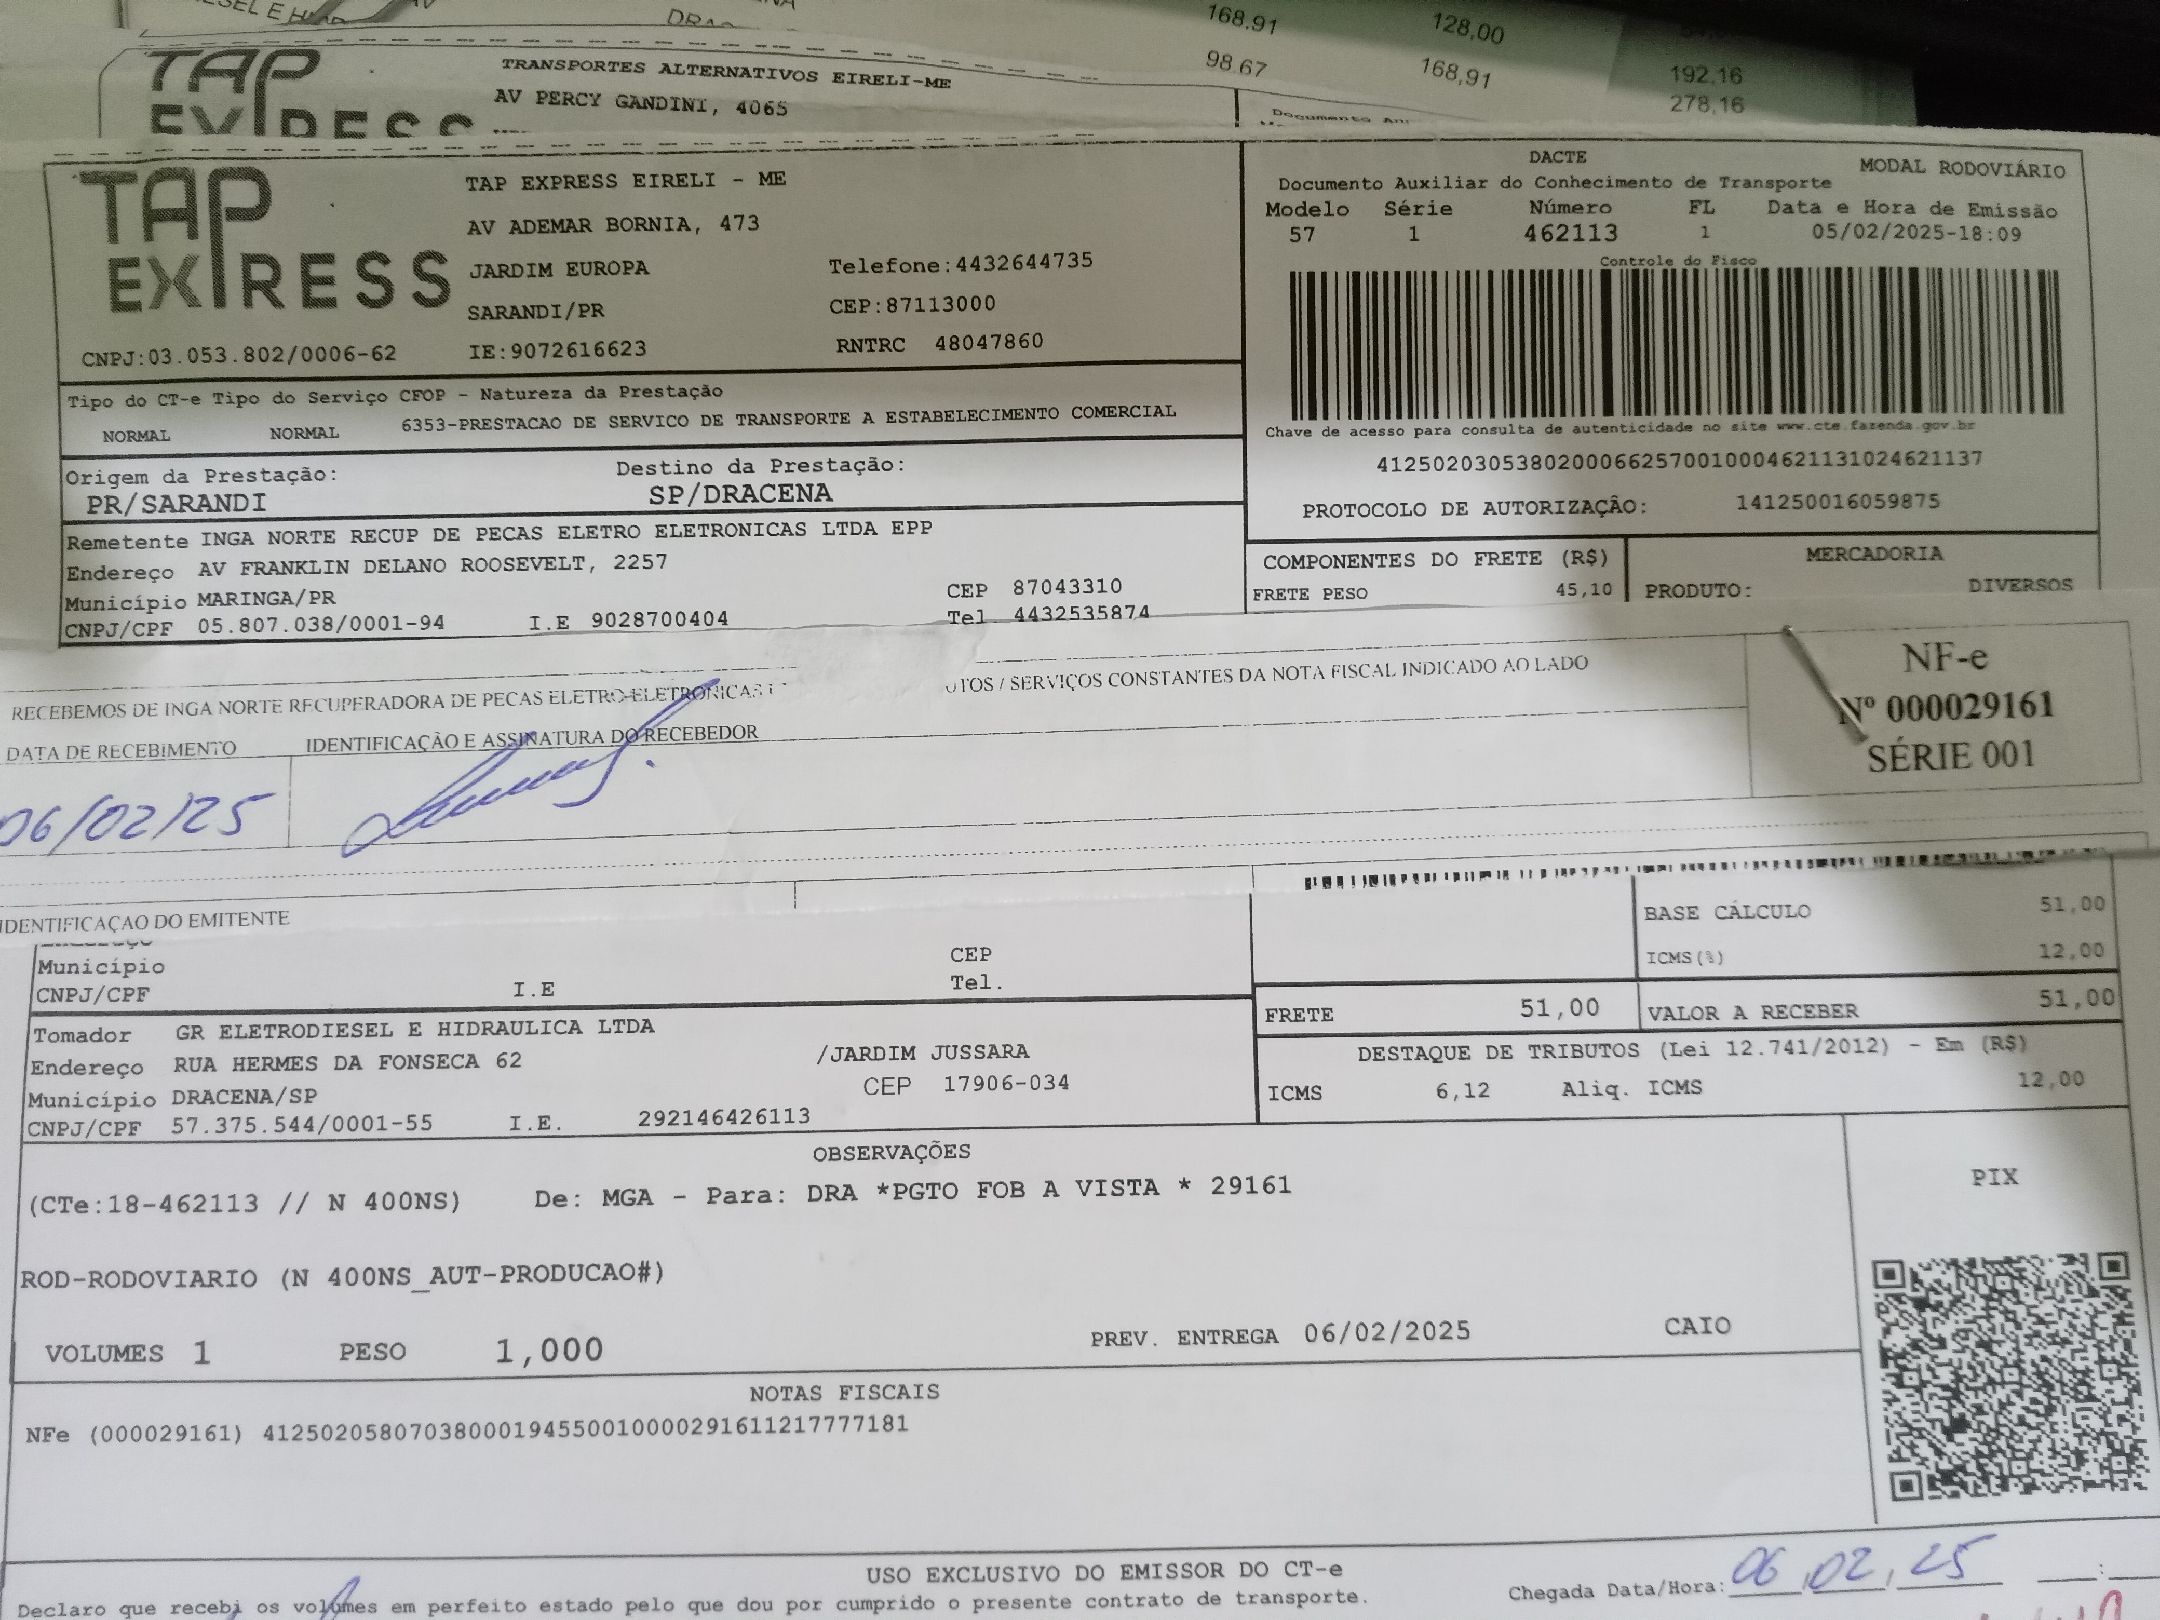 168,91
128,00
98.67
168,91
192,16
278,16
TAP
EXPRESS
TRANSPORTES ALTERNATIVOS EIRELI-ME
AV PERCY GANDINI, 4065
TAP
EXPRESS
TAP EXPRESS EIRELI - ME
AV ADEMAR BORNIA, 473
JARDIM EUROPA
Telefone:4432644735
SARANDI/PR
CEP:87113000
CNPJ:03.053.802/0006-62
IE:9072616623
RNTRC 48047860
DACTE
MODAL RODOVIÁRIO
Documento Auxiliar do Conhecimento de Transporte
Modelo Série Número FL Data e Hora de Emissão
57 1 462113 1 05/02/2025-18:09
Controle do Fisco
Chave de acesso para consulta de autenticidade no site www.cte.fazenda.gov.br
41250203053802000662570010004621131024621137
PROTOCOLO DE AUTORIZAÇÃO: 141250016059875
Tipo do CT-e Tipo do Serviço CFOP - Natureza da Prestação
NORMAL NORMAL 6353-PRESTACAO DE SERVICO DE TRANSPORTE A ESTABELECIMENTO COMERCIAL
Origem da Prestação: Destino da Prestação:
PR/SARANDI SP/DRACENA
Remetente INGA NORTE RECUP DE PECAS ELETRO ELETRONICAS LTDA EPP
Endereço AV FRANKLIN DELANO ROOSEVELT, 2257
Município MARINGA/PR CEP 87043310
CNPJ/CPF 05.807.038/0001-94 I.E 9028700404 Tel 4432535874
COMPONENTES DO FRETE (R$)
FRETE PESO 45,10
MERCADORIA
PRODUTO: DIVERSOS
RECEBEMOS DE INGA NORTE RECUPERADORA DE PECAS ELETRO-ELETRONICAS UTOS / SERVIÇOS CONSTANTES DA NOTA FISCAL INDICADO AO LADO
DATA DE RECEBIMENTO
IDENTIFICAÇÃO E ASSINATURA DO RECEBEDOR
06/02/25
NF-e
Nº 000029161
SÉRIE 001
IDENTIFICAÇAO DO EMITENTE
Município CEP
CNPJ/CPF I.E Tel.
BASE CÁLCULO 51,00
ICMS(%) 12,00
FRETE 51,00
VALOR A RECEBER 51,00
Tomador GR ELETRODIESEL E HIDRAULICA LTDA
Endereço RUA HERMES DA FONSECA 62 /JARDIM JUSSARA
Município DRACENA/SP CEP 17906-034
CNPJ/CPF 57.375.544/0001-55 I.E. 292146426113
DESTAQUE DE TRIBUTOS (Lei 12.741/2012) - Em (R$)
ICMS 6,12 Aliq. ICMS 12,00
OBSERVAÇÕES
(CTe:18-462113 // N 400NS) De: MGA - Para: DRA *PGTO FOB A VISTA * 29161
PIX
ROD-RODOVIARIO (N 400NS_AUT-PRODUCAO#)
VOLUMES 1 PESO 1,000 PREV. ENTREGA 06/02/2025 CAIO
NOTAS FISCAIS
NFe (000029161) 41250205807038000194550010000291611217777181
USO EXCLUSIVO DO EMISSOR DO CT-e
Declaro que recebi os volumes em perfeito estado pelo que dou por cumprido o presente contrato de transporte.
Chegada Data/Hora: 06,02,25